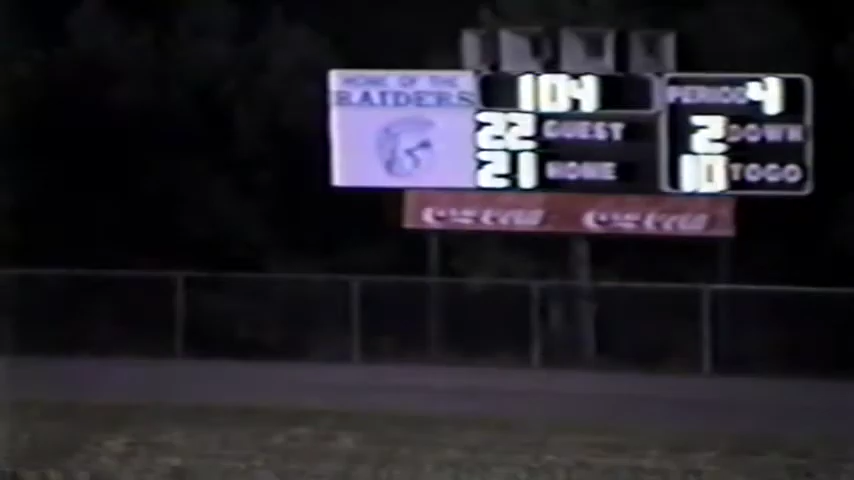 HOME OF THE
RAIDERS
104
PERIOD 4
22 GUEST
2 DOWN
21 HOME
10 TOGO
Coca-Cola Coca-Cola